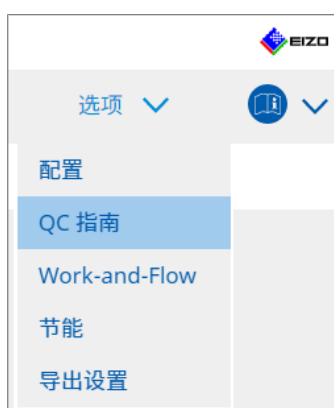 EIZO
选项
配置
QC 指南
Work-and-Flow
节能
导出设置